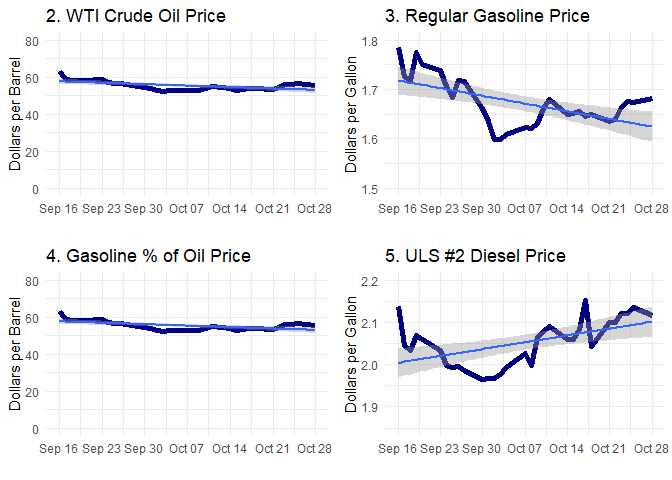 2. WTI Crude Oil Price
Dollars per Barrel
80
60
40
20
0
Sep 16 Sep 23 Sep 30 Oct 07 Oct 14 Oct 21 Oct 28
3. Regular Gasoline Price
Dollars per Gallon
1.8
1.7
1.6
1.5
Sep 16 Sep 23 Sep 30 Oct 07 Oct 14 Oct 21 Oct 28
4. Gasoline % of Oil Price
Dollars per Barrel
80
60
40
20
0
Sep 16 Sep 23 Sep 30 Oct 07 Oct 14 Oct 21 Oct 28
5. ULS #2 Diesel Price
Dollars per Gallon
2.2
2.1
2.0
1.9
Sep 16 Sep 23 Sep 30 Oct 07 Oct 14 Oct 21 Oct 28